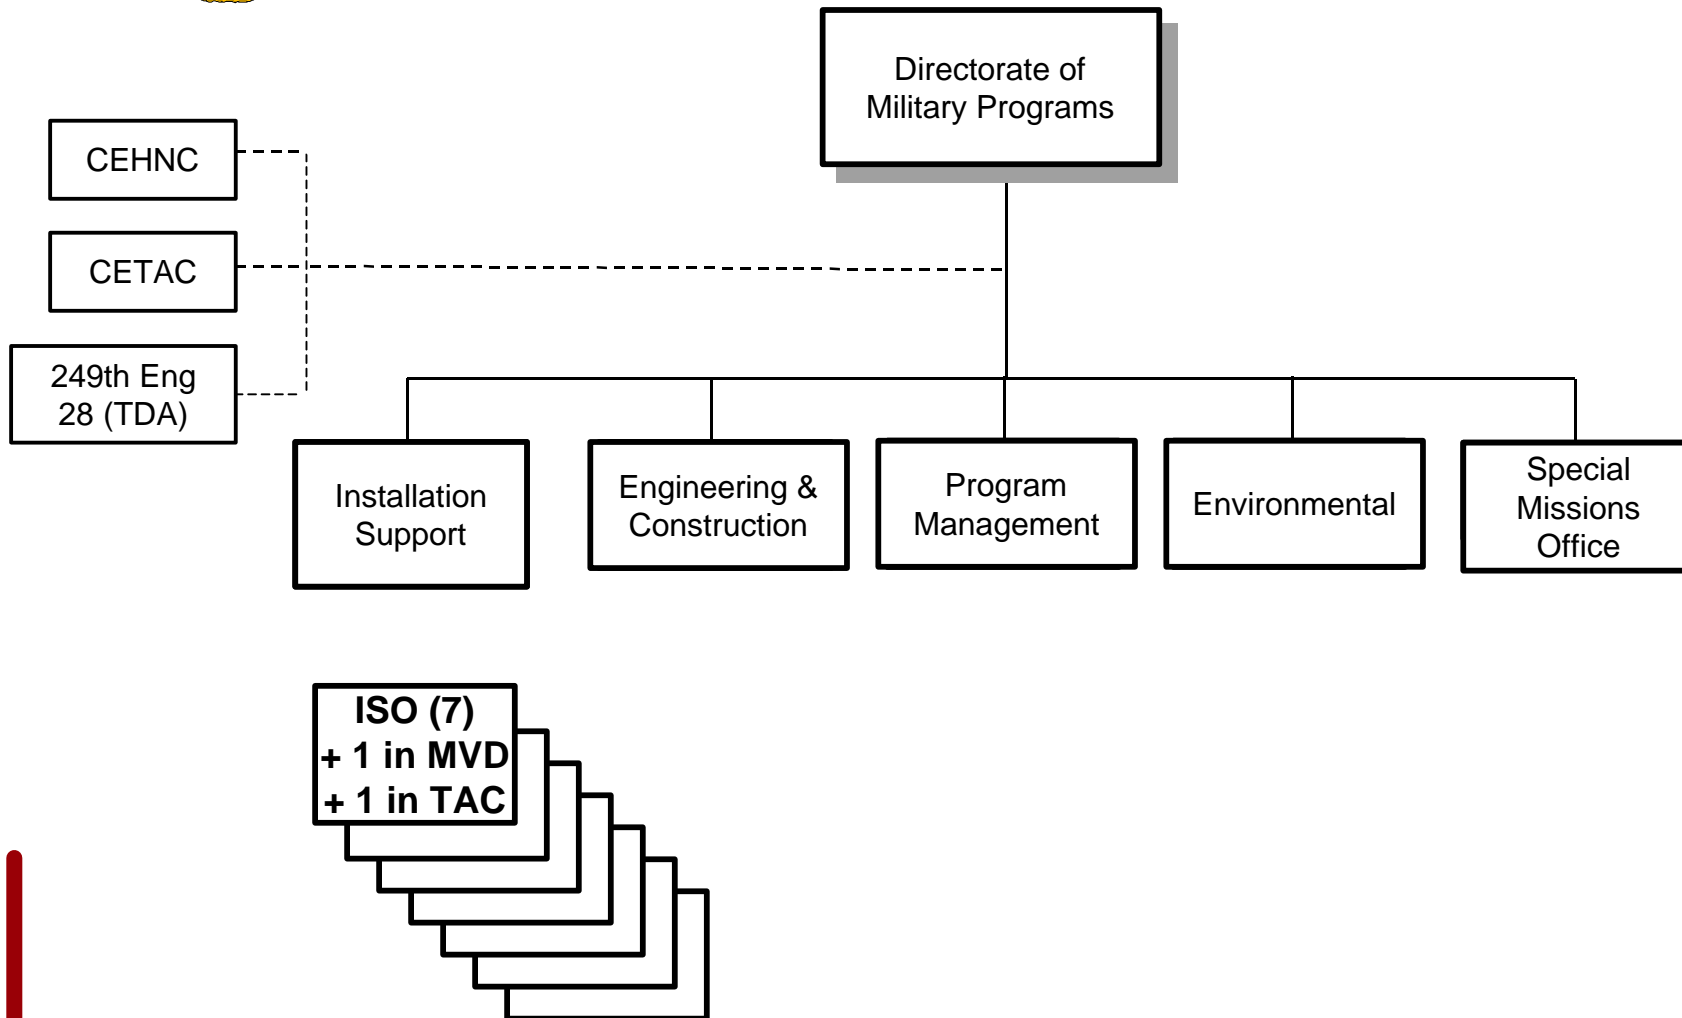 Directorate of
Military Programs
CEHNC
CETAC
249th Eng
28 (TDA)
Installation
Support
Engineering &
Construction
Program
Management
Environmental
Special
Missions
Office
ISO (7)
+ 1 in MVD
+ 1 in TAC